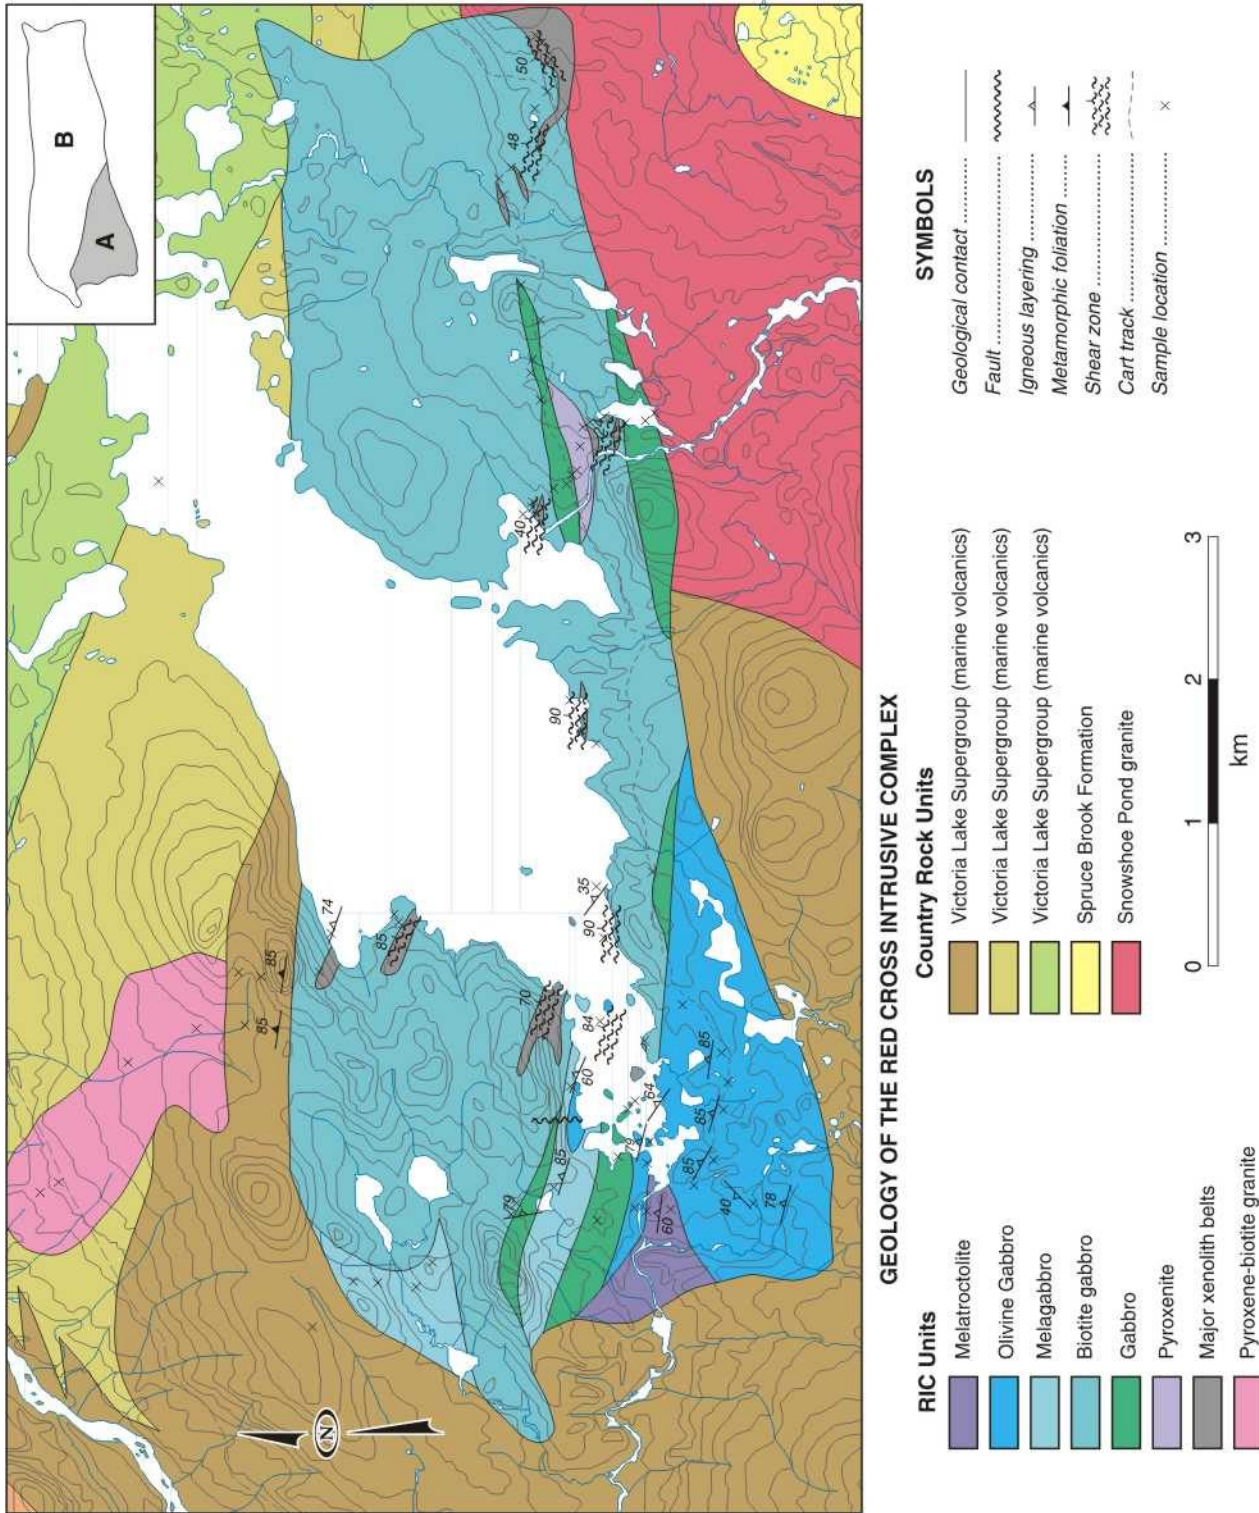 B
A
50
48
40
90
74
85
85
85
35
90
70
84
60
64
79
85
79
85
85
85
40
78
60
N
GEOLOGY OF THE RED CROSS INTRUSIVE COMPLEX
RIC Units
Melatroctolite
Olivine Gabbro
Melagabbro
Biotite gabbro
Gabbro
Pyroxenite
Major xenolith belts
Pyroxene-biotite granite
Country Rock Units
Victoria Lake Supergroup (marine volcanics)
Victoria Lake Supergroup (marine volcanics)
Victoria Lake Supergroup (marine volcanics)
Spruce Brook Formation
Snowshoe Pond granite
0 1 2 3
km
SYMBOLS
Geological contact ..........
Fault ..........................
Igneous layering ..............
Metamorphic foliation ......
Shear zone ....................
Cart track ......................
Sample location .............